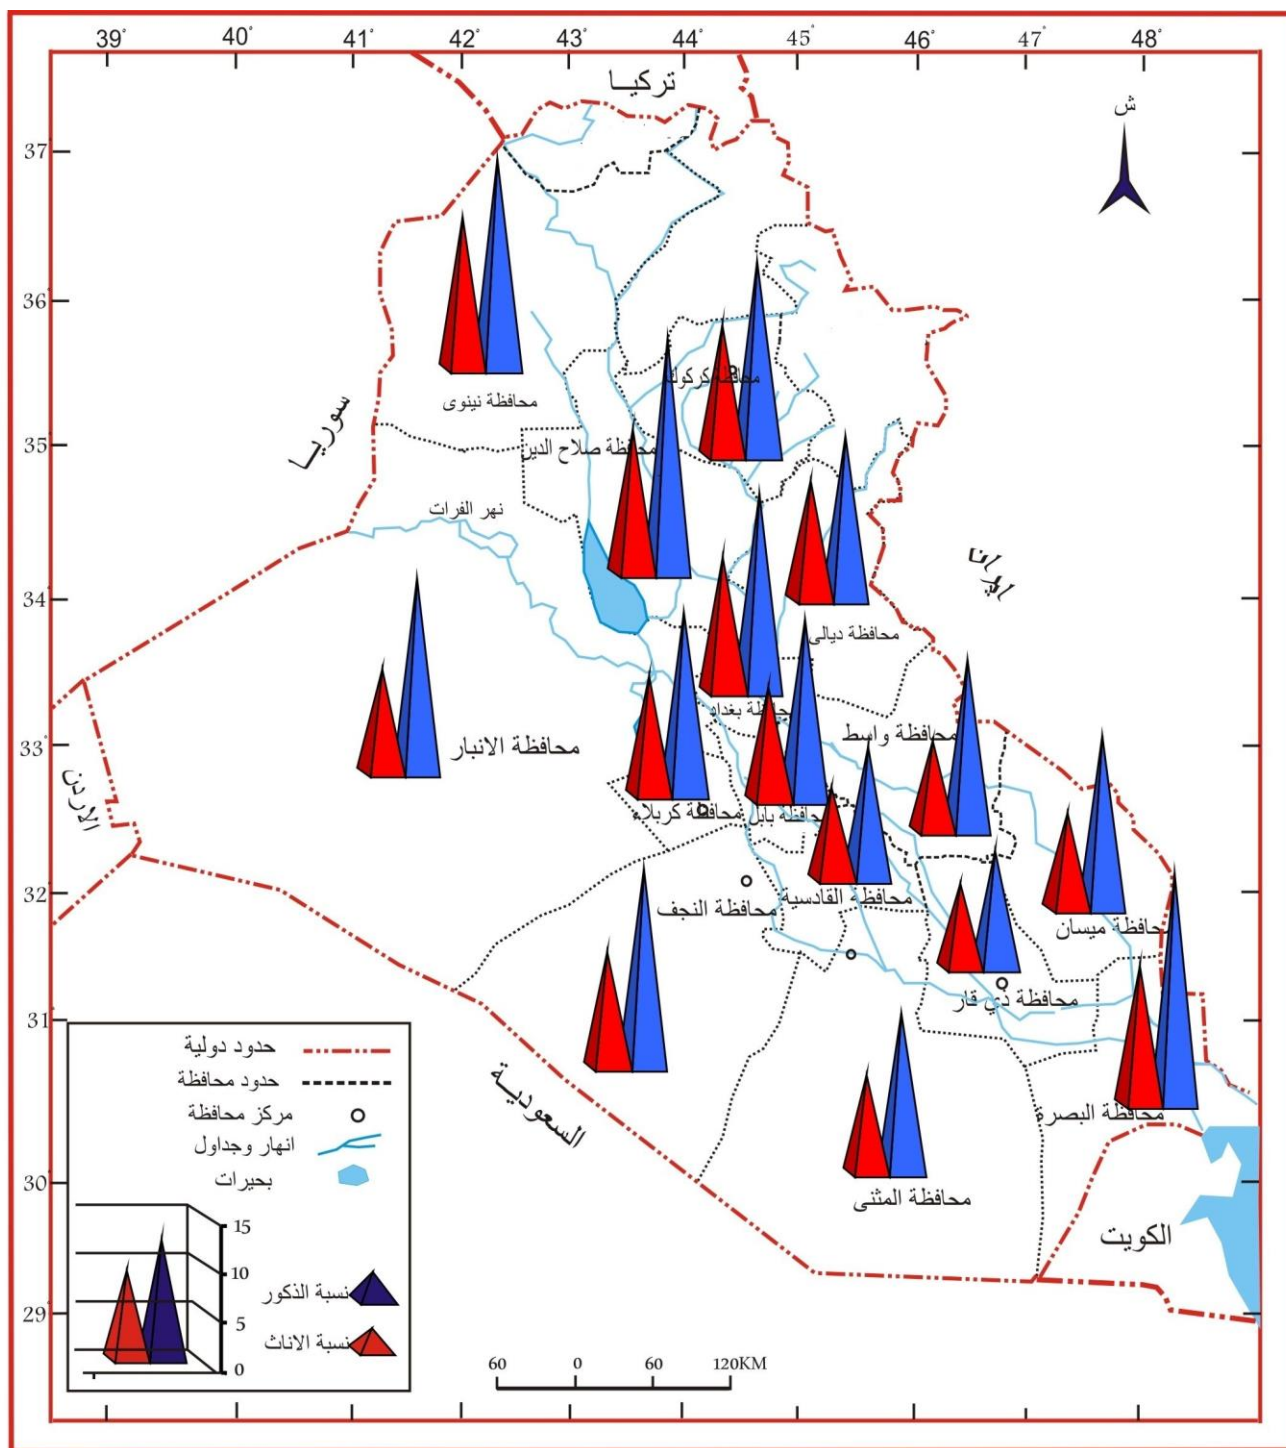 39° 40° 41° 42° 43° 44° 45° 46° 47° 48°
تركيـا
ش
37
36
35
34
33
32
31
30
29
محافظة نينوى
محافظة كركوك
سوريـا
محافظة صلاح الدين
نهر الفرات
ايران
محافظة ديالى
محافظة بغداد
محافظة واسط
محافظة الانبار
الأردن
محافظة كربلاء
محافظة بابل
محافظة القادسية
محافظة النجف
محافظة ميسان
محافظة ذي قار
السعوديـة
محافظة البصرة
محافظة المثنى
الكويت
حدود دولية
حدود محافظة
مركز محافظة
انهار وجداول
بحيرات
15
10
5
0
نسبة الذكور
نسبة الاناث
60 0 60 120KM